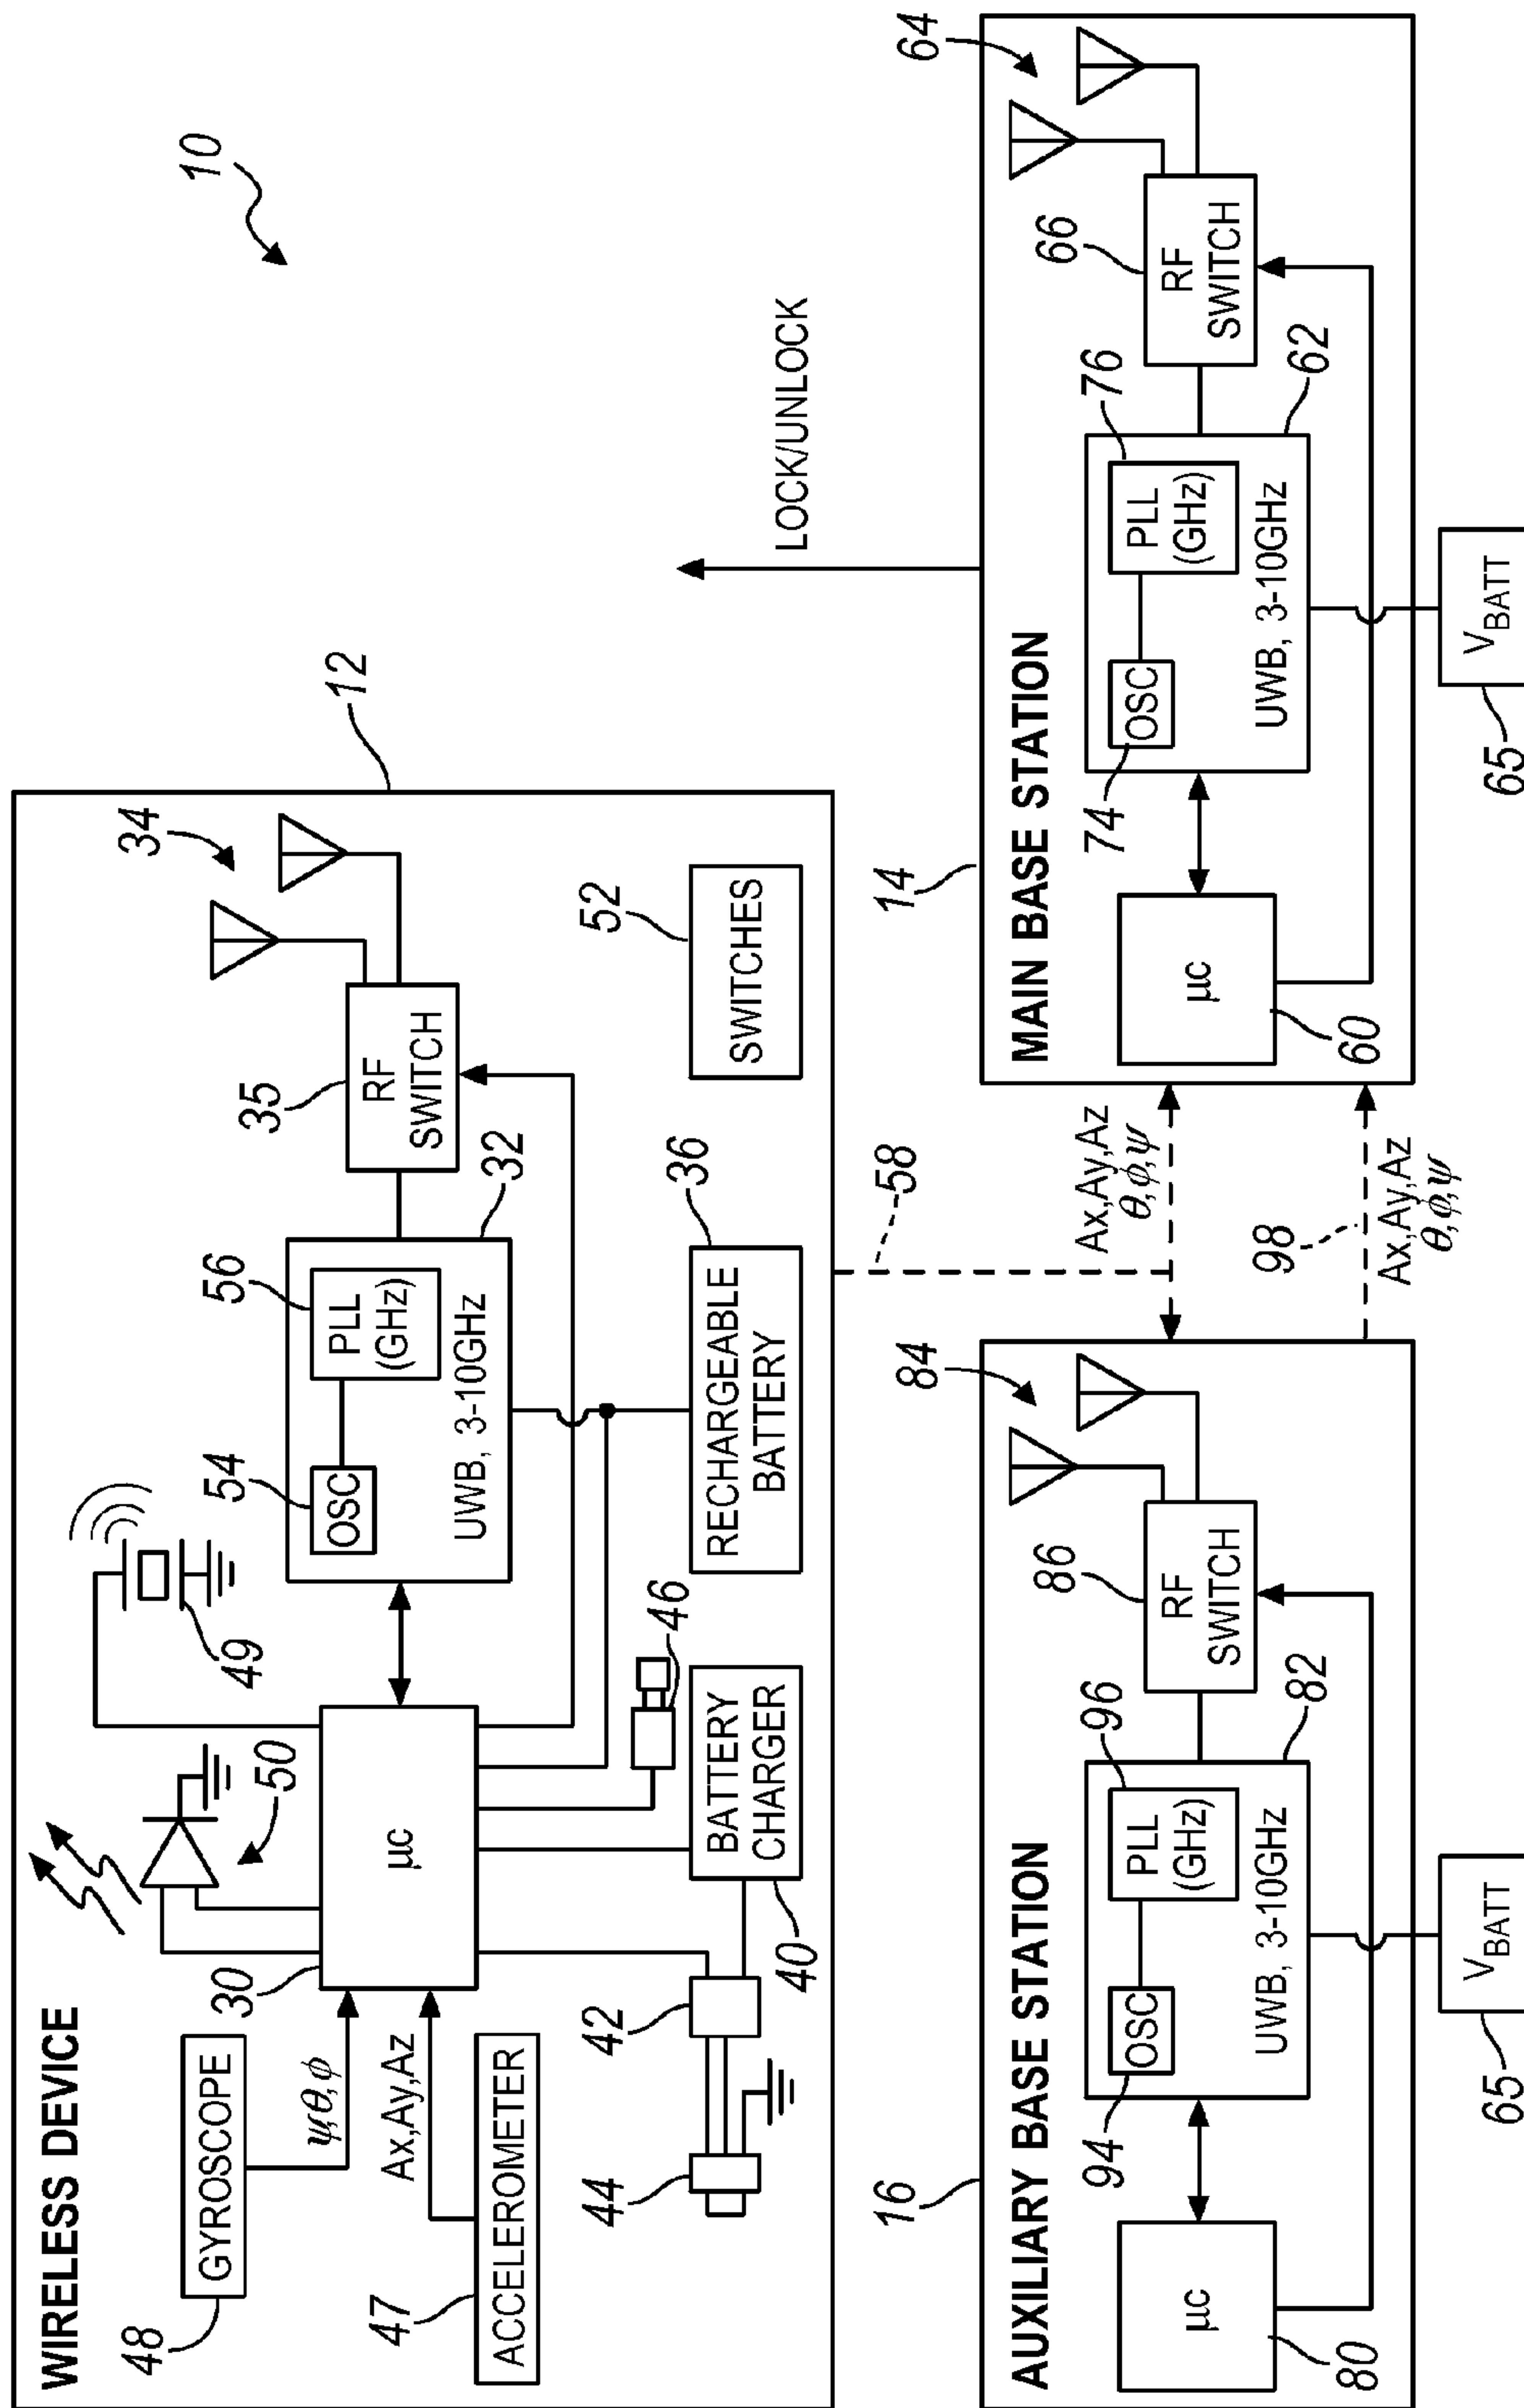 10
WIRELESS DEVICE
12
48
GYROSCOPE
ψ,θ,ϕ
47
ACCELEROMETER
Ax,Ay,Az
30
μc
50
49
54
OSC
56
PLL
(GHz)
UWB, 3-10GHz
32
35
RF
SWITCH
34
44
42
40
BATTERY
CHARGER
46
36
RECHARGEABLE
BATTERY
52
SWITCHES
58
16
AUXILIARY BASE STATION
80
μc
94
OSC
96
PLL
(GHz)
UWB, 3-10GHz
82
86
RF
SWITCH
84
65
VBATT
Ax,Ay,Az
θ,ϕ,ψ
98
Ax,Ay,Az
θ,ϕ,ψ
LOCK/UNLOCK
14
MAIN BASE STATION
60
μc
74
OSC
76
PLL
(GHz)
UWB, 3-10GHz
62
66
RF
SWITCH
64
65
VBATT